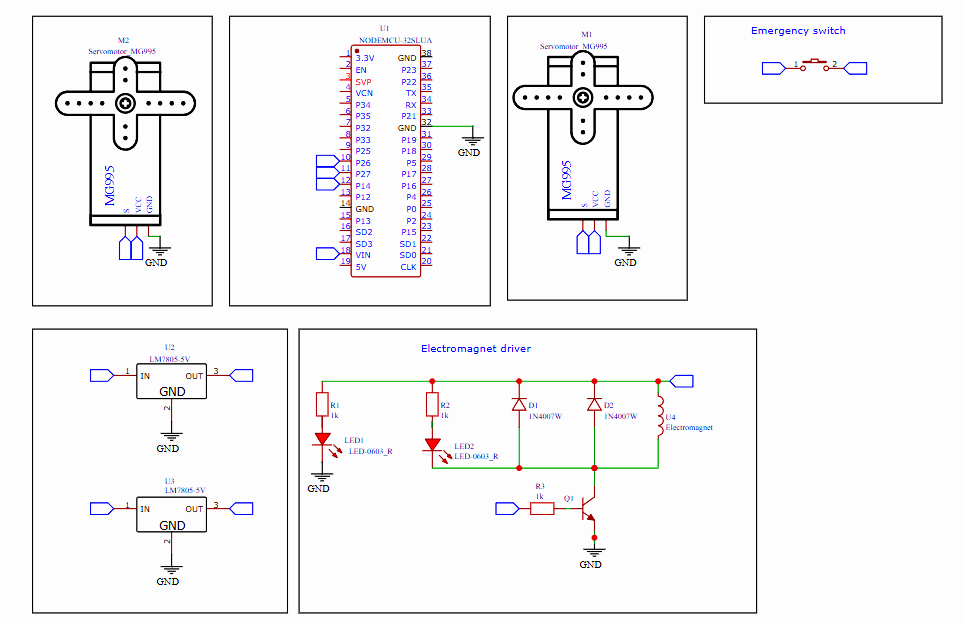 M2
Servomotor_MG995
MG995
S
VCC
GND
GND
U1
NODEMCU-32SLUA
1 3.3V GND 38
2 EN P23 37
3 SVP P22 36
4 VCN TX 35
5 P34 RX 34
6 P35 P21 33
7 P32 GND 32
8 P33 P19 31
9 P25 P18 30
10 P26 P5 29
11 P27 P17 28
12 P14 P16 27
13 P12 P4 26
14 GND P0 25
15 P13 P2 24
16 SD2 P15 23
17 SD3 SD1 22
18 VIN SD0 21
19 5V CLK 20
GND
M1
Servomotor_MG995
MG995
S
VCC
GND
GND
Emergency switch
1 2
U2
LM7805-5V
1 IN OUT 3
GND
2
GND
U3
LM7805-5V
1 IN OUT 3
GND
2
GND
Electromagnet driver
R1
1k
LED1
LED-0603_R
GND
R2
1k
LED2
LED-0603_R
D1
1N4007W
D2
1N4007W
U4
Electromagnet
R3
1k
Q1
GND